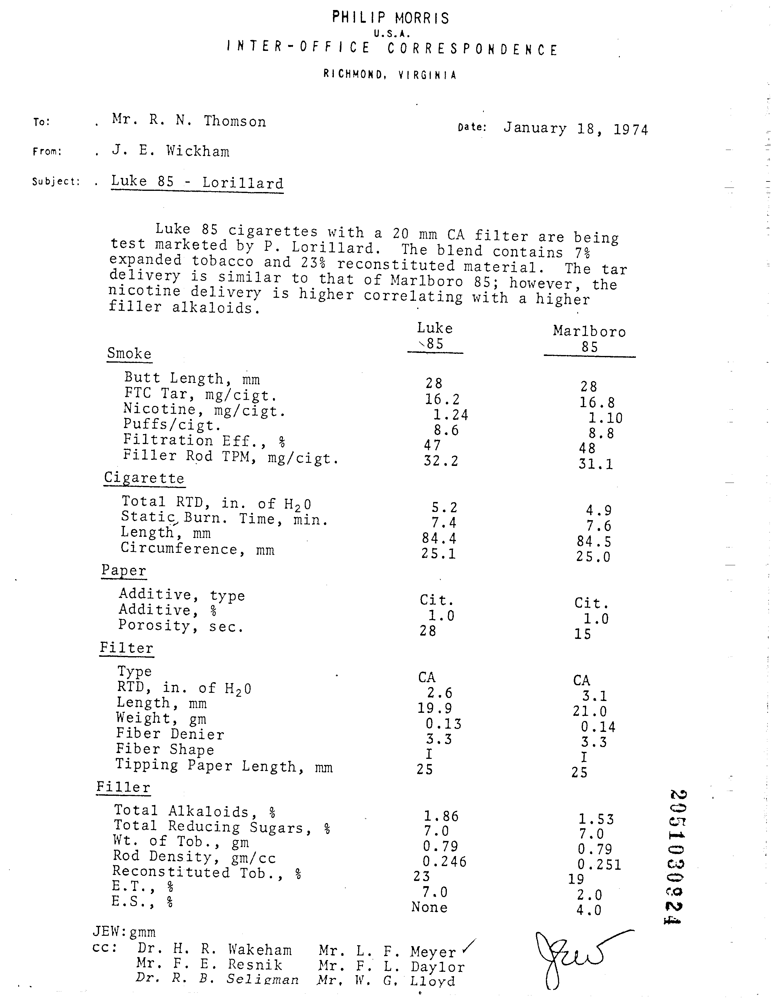 PHILIP MORRIS
U.S.A.
INTER-OFFICE CORRESPONDENCE
RICHMOND, VIRGINIA
To: . Mr. R. N. Thomson Date: January 18, 1974
From: . J. E. Wickham
Subject: . Luke 85 - Lorillard
Luke 85 cigarettes with a 20 mm CA filter are being
test marketed by P. Lorillard. The blend contains 7%
expanded tobacco and 23% reconstituted material. The tar
delivery is similar to that of Marlboro 85; however, the
nicotine delivery is higher correlating with a higher
filler alkaloids.
Luke Marlboro
85 85
Smoke
Butt Length, mm 28 28
FTC Tar, mg/cigt. 16.2 16.8
Nicotine, mg/cigt. 1.24 1.10
Puffs/cigt. 8.6 8.8
Filtration Eff., % 47 48
Filler Rod TPM, mg/cigt. 32.2 31.1
Cigarette
Total RTD, in. of H2O 5.2 4.9
Static Burn. Time, min. 7.4 7.6
Length, mm 84.4 84.5
Circumference, mm 25.1 25.0
Paper
Additive, type Cit. Cit.
Additive, % 1.0 1.0
Porosity, sec. 28 15
Filter
Type CA CA
RTD, in. of H2O 2.6 3.1
Length, mm 19.9 21.0
Weight, gm 0.13 0.14
Fiber Denier 3.3 3.3
Fiber Shape I I
Tipping Paper Length, mm 25 25
Filler
Total Alkaloids, % 1.86 1.53
Total Reducing Sugars, % 7.0 7.0
Wt. of Tob., gm 0.79 0.79
Rod Density, gm/cc 0.246 0.251
Reconstituted Tob., % 23 19
E.T., % 7.0 2.0
E.S., % None 4.0
JEW:gmm
cc: Dr. H. R. Wakeham Mr. L. F. Meyer ✓
Mr. F. E. Resnik Mr. F. L. Daylor
Dr. R. B. Seligman Mr. W. G. Lloyd
JEW
2051030924